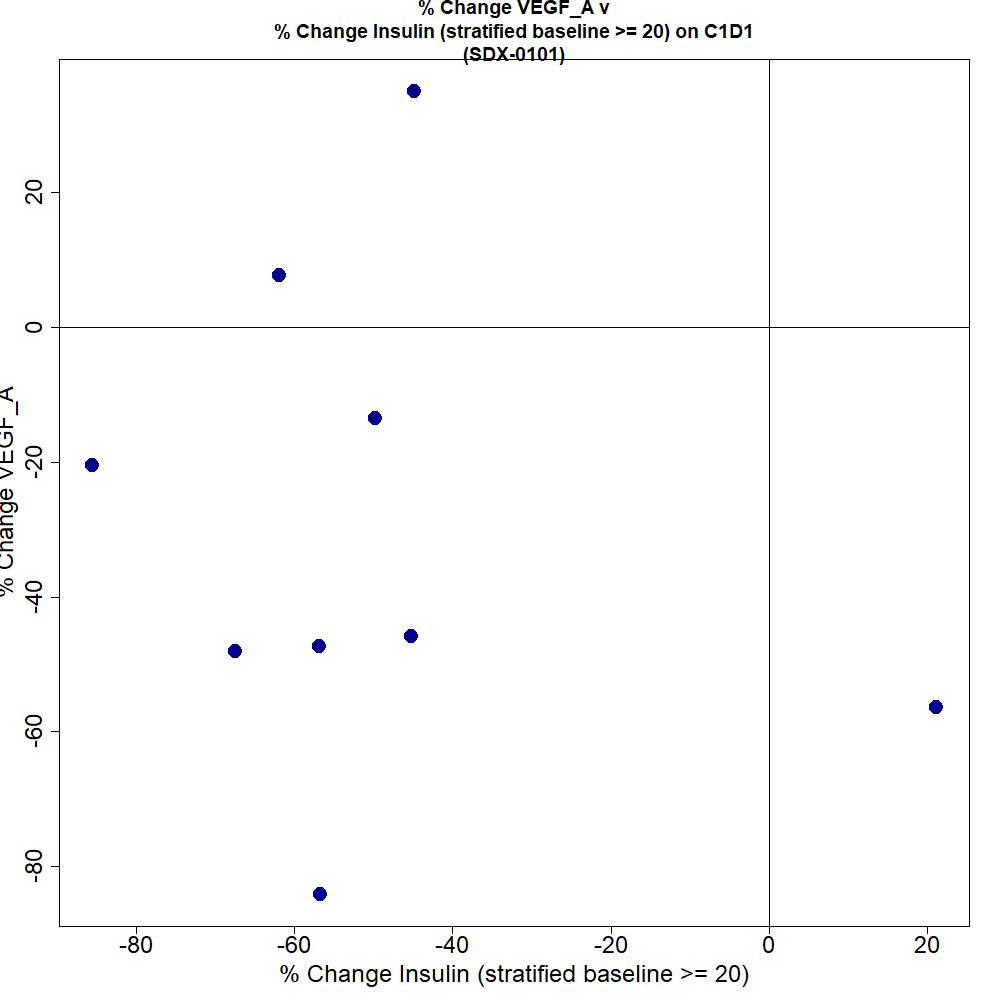 % Change VEGF_A v
% Change Insulin (stratified baseline >= 20) on C1D1
(SDX-0101)
% Change VEGF_A
20
0
-20
-40
-60
-80
-80
-60
-40
-20
0
20
% Change Insulin (stratified baseline >= 20)